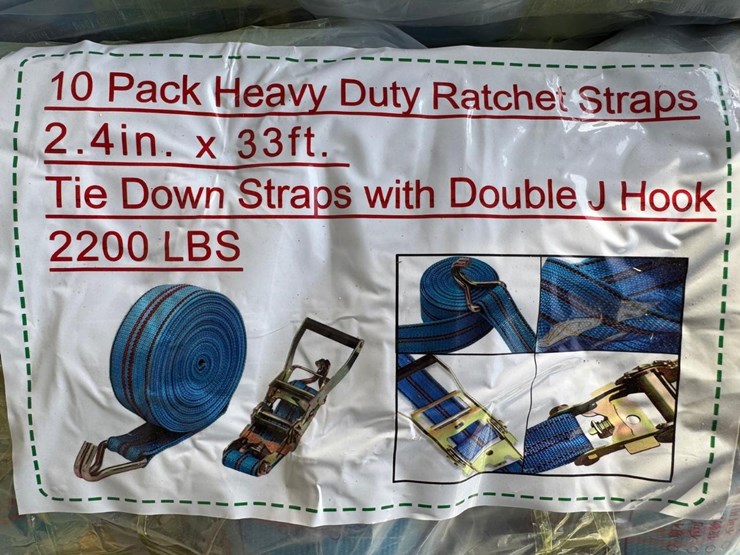 10 Pack Heavy Duty Ratchet Straps
2.4in. x 33ft.
Tie Down Straps with Double J Hook
2200 LBS